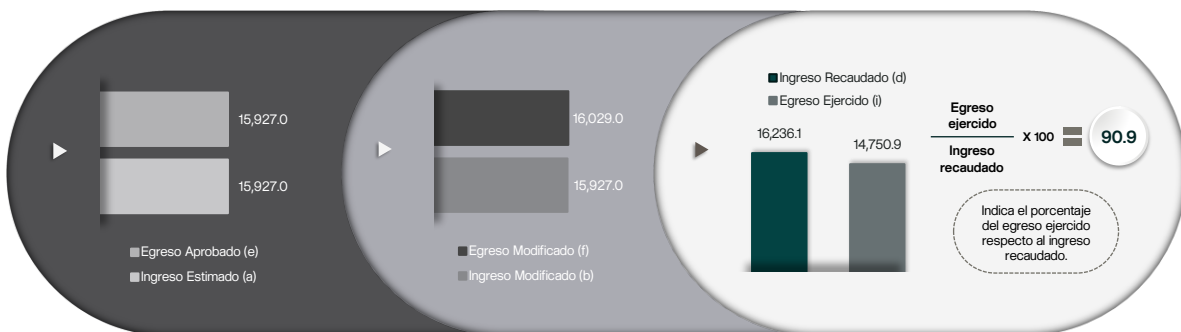 15,927.0
15,927.0
Egreso Aprobado (e)
Ingreso Estimado (a)
16,029.0
15,927.0
Egreso Modificado (f)
Ingreso Modificado (b)
Ingreso Recaudado (d)
Egreso Ejercido (i)
16,236.1
14,750.9
Egreso
ejercido
Ingreso
recaudado
X 100
90.9
Indica el porcentaje
del egreso ejercido
respecto al ingreso
recaudado.